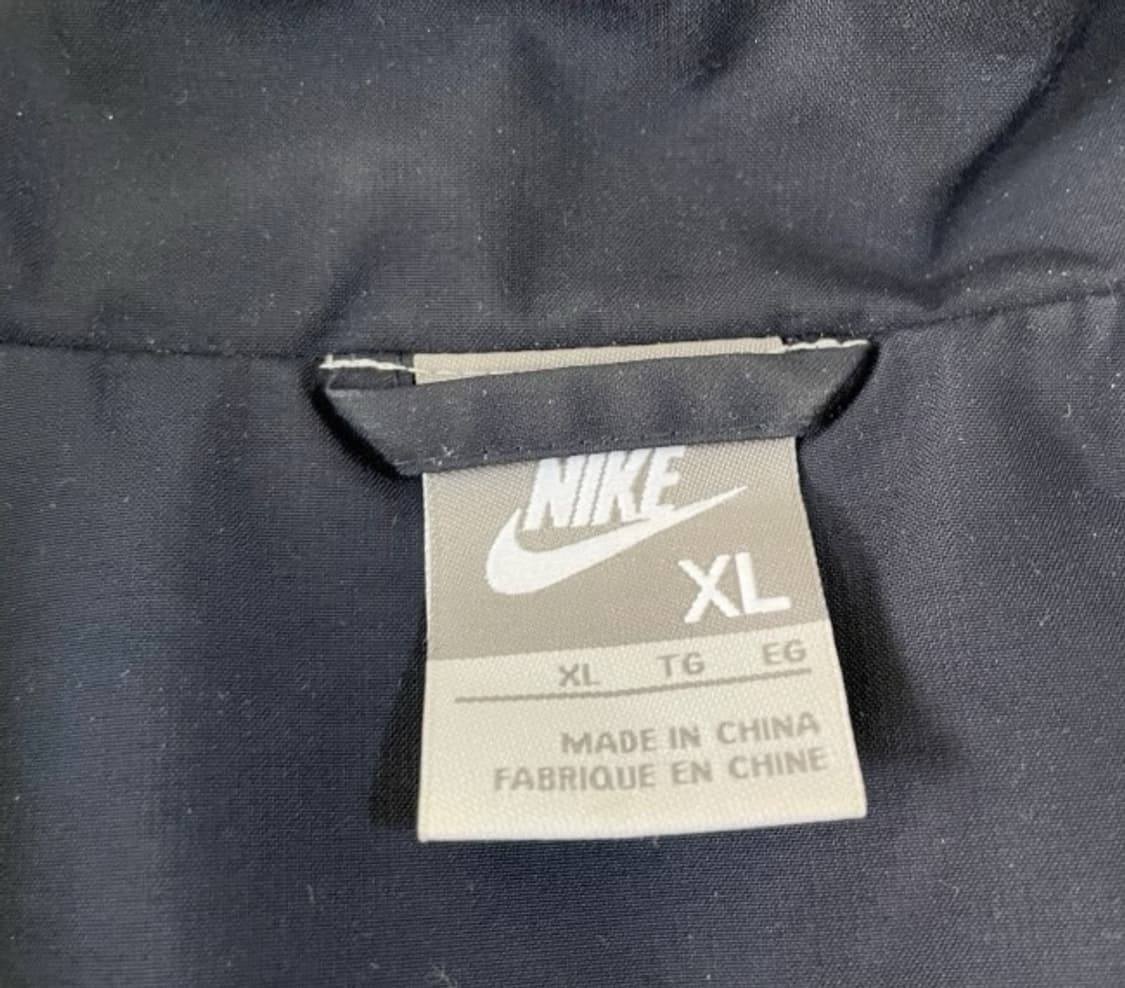 NIKE
XL
XL TG EG
MADE IN CHINA
FABRIQUE EN CHINE